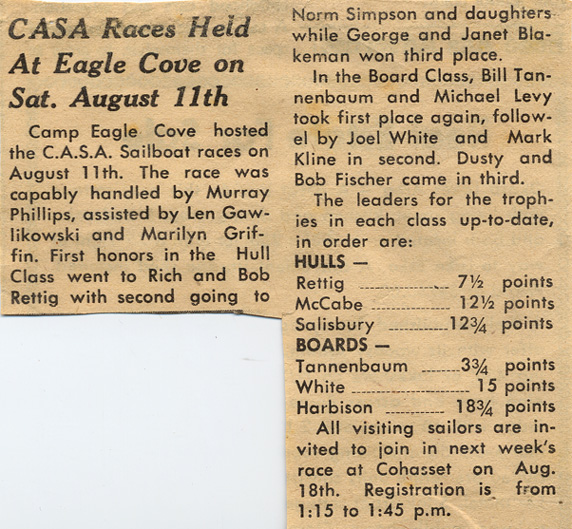 CASA Races Held
At Eagle Cove on
Sat. August 11th
Camp Eagle Cove hosted
the C.A.S.A. Sailboat races on
August 11th. The race was
capably handled by Murray
Phillips, assisted by Len Gaw-
likowski and Marilyn Grif-
fin. First honors in the Hull
Class went to Rich and Bob
Rettig with second going to
Norm Simpson and daughters
while George and Janet Bla-
keman won third place.
In the Board Class, Bill Tan-
nenbaum and Michael Levy
took first place again, follow-
el by Joel White and Mark
Kline in second. Dusty and
Bob Fischer came in third.
The leaders for the troph-
ies in each class up-to-date,
in order are:
HULLS —
Rettig ............ 7½ points
McCabe ............ 12½ points
Salisbury ............ 12¾ points
BOARDS —
Tannenbaum ............ 3¾ points
White ............ 15 points
Harbison ............ 18¾ points
All visiting sailors are in-
vited to join in next week's
race at Cohasset on Aug.
18th. Registration is from
1:15 to 1:45 p.m.